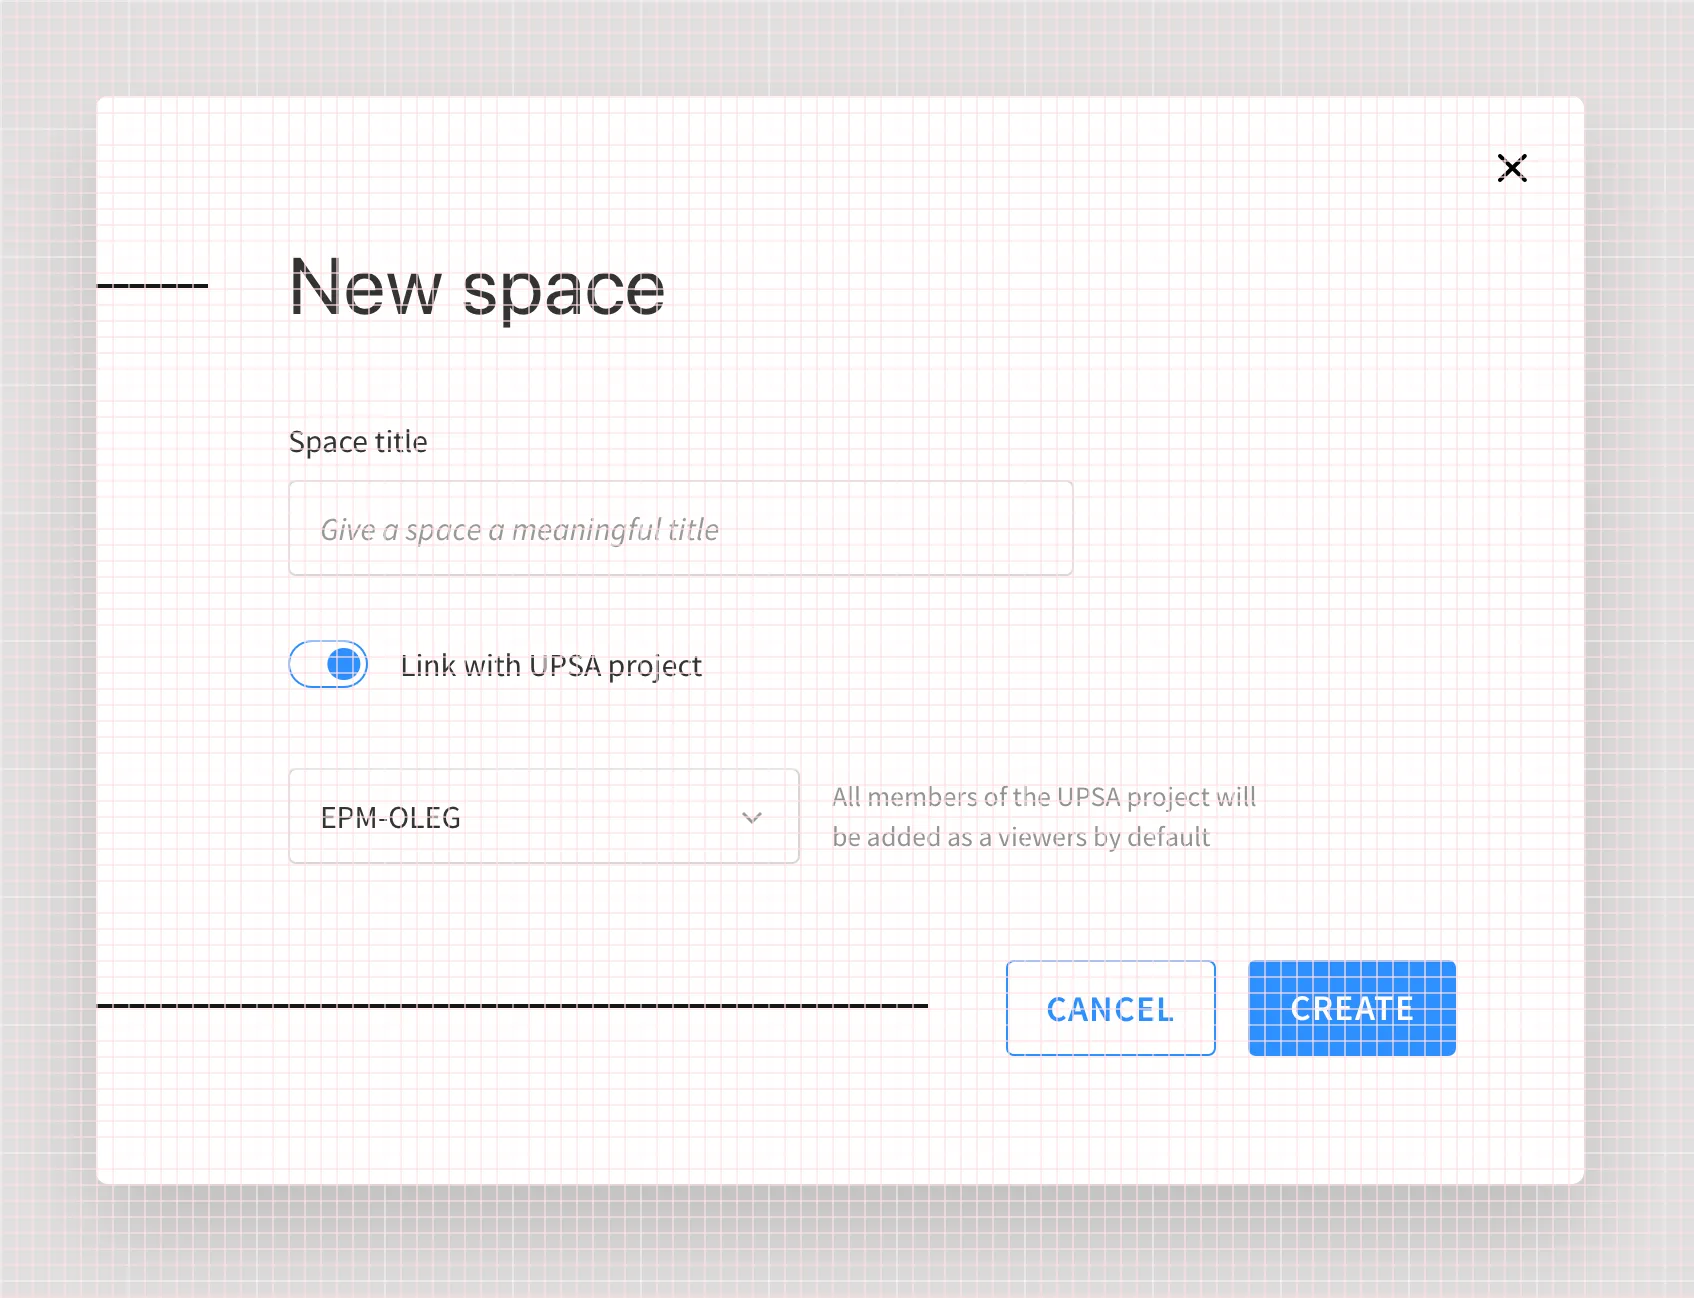 New space
Space title
Give a space a meaningful title
Link with UPSA project
EPM-OLEG
All members of the UPSA project will
be added as a viewers by default
CANCEL
CREATE